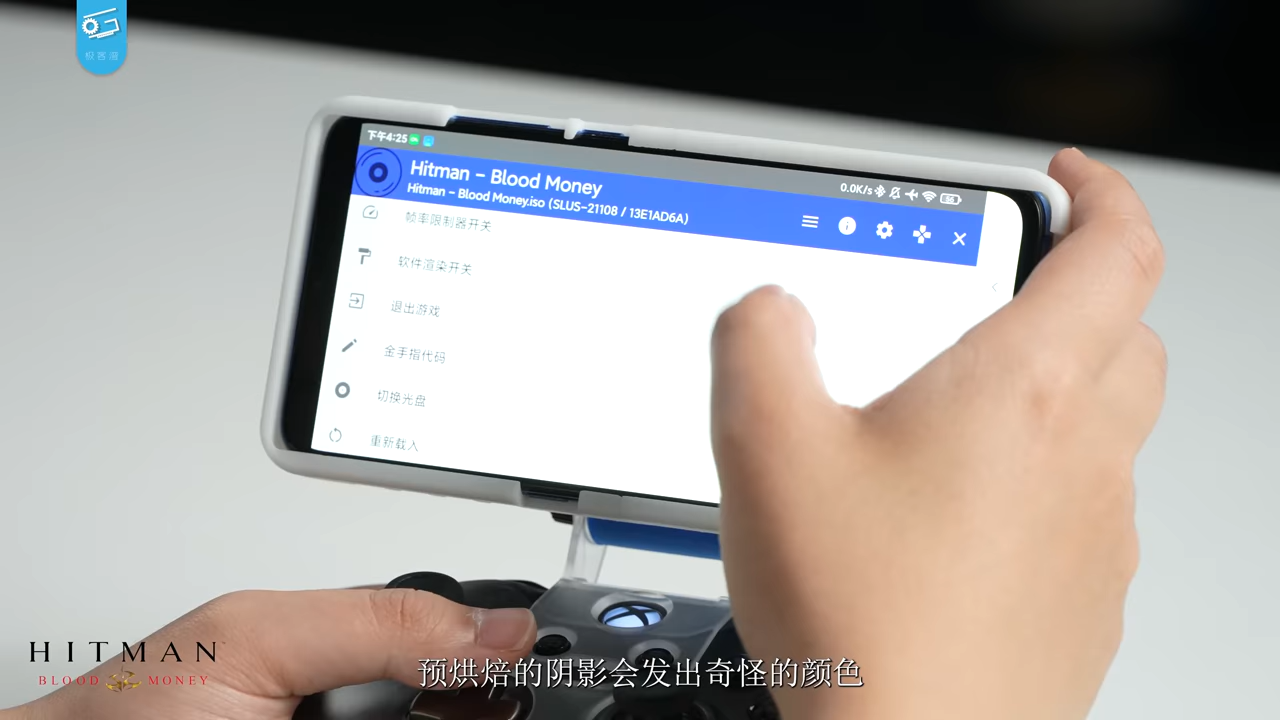 极客湾
下午4:25
0.0K/s
Hitman - Blood Money
Hitman - Blood Money.iso (SLUS-21108 / 13E1AD6A)
帧率限制器开关
软件渲染开关
退出游戏
金手指代码
切换光盘
重新载入
HITMAN
BLOOD MONEY
预烘焙的阴影会发出奇怪的颜色